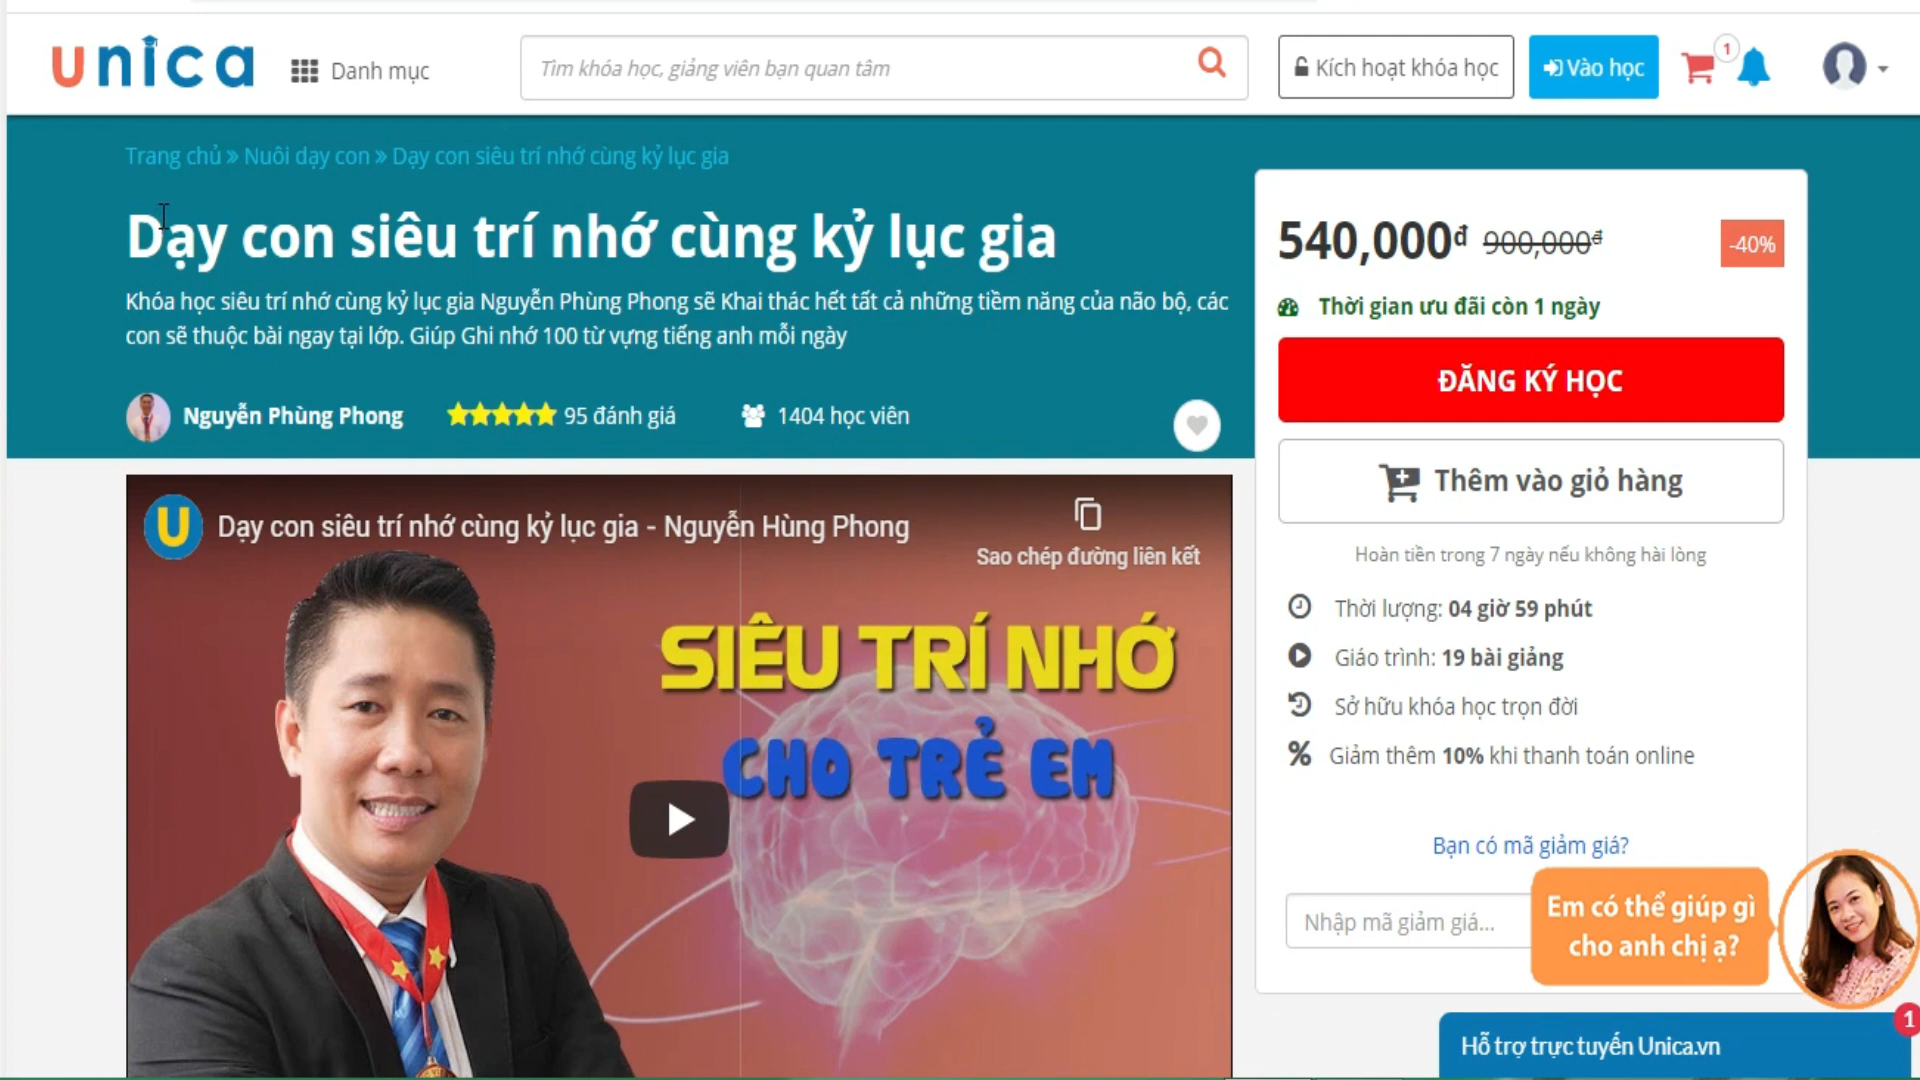 unica
Danh mục
Tìm khóa học, giảng viên bạn quan tâm
Kích hoạt khóa học
Vào học
1
Trang chủ » Nuôi dạy con » Dạy con siêu trí nhớ cùng kỷ lục gia
Dạy con siêu trí nhớ cùng kỷ lục gia
Khóa học siêu trí nhớ cùng kỷ lục gia Nguyễn Phùng Phong sẽ Khai thác hết tất cả những tiềm năng của não bộ, các
con sẽ thuộc bài ngay tại lớp. Giúp Ghi nhớ 100 từ vựng tiếng anh mỗi ngày
Nguyễn Phùng Phong
95 đánh giá
1404 học viên
U
Dạy con siêu trí nhớ cùng kỷ lục gia - Nguyễn Hùng Phong
Sao chép đường liên kết
SIÊU TRÍ NHỚ
CHO TRẺ EM
540,000đ 900,000đ
-40%
Thời gian ưu đãi còn 1 ngày
ĐĂNG KÝ HỌC
Thêm vào giỏ hàng
Hoàn tiền trong 7 ngày nếu không hài lòng
Thời lượng: 04 giờ 59 phút
Giáo trình: 19 bài giảng
Sở hữu khóa học trọn đời
Giảm thêm 10% khi thanh toán online
Bạn có mã giảm giá?
Nhập mã giảm giá...
Em có thể giúp gì
cho anh chị ạ?
1
Hỗ trợ trực tuyến Unica.vn